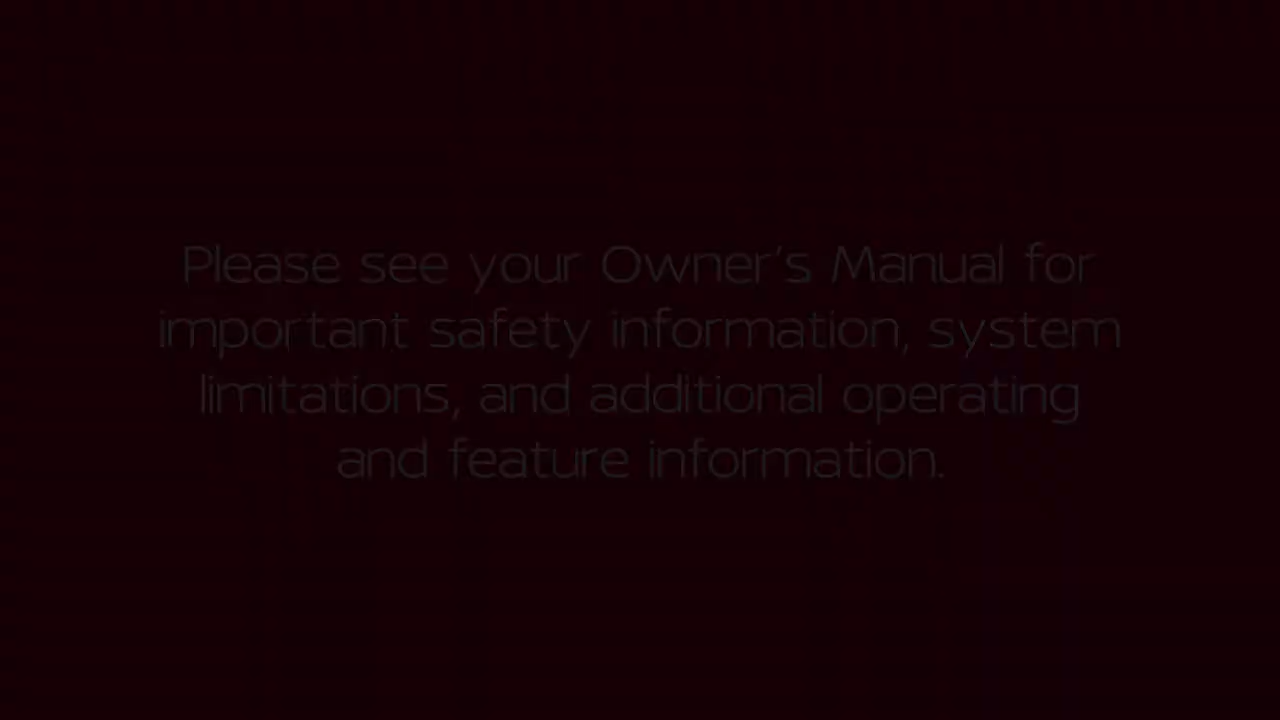 Please see your Owner's Manual for
important safety information, system
limitations, and additional operating
and feature information.